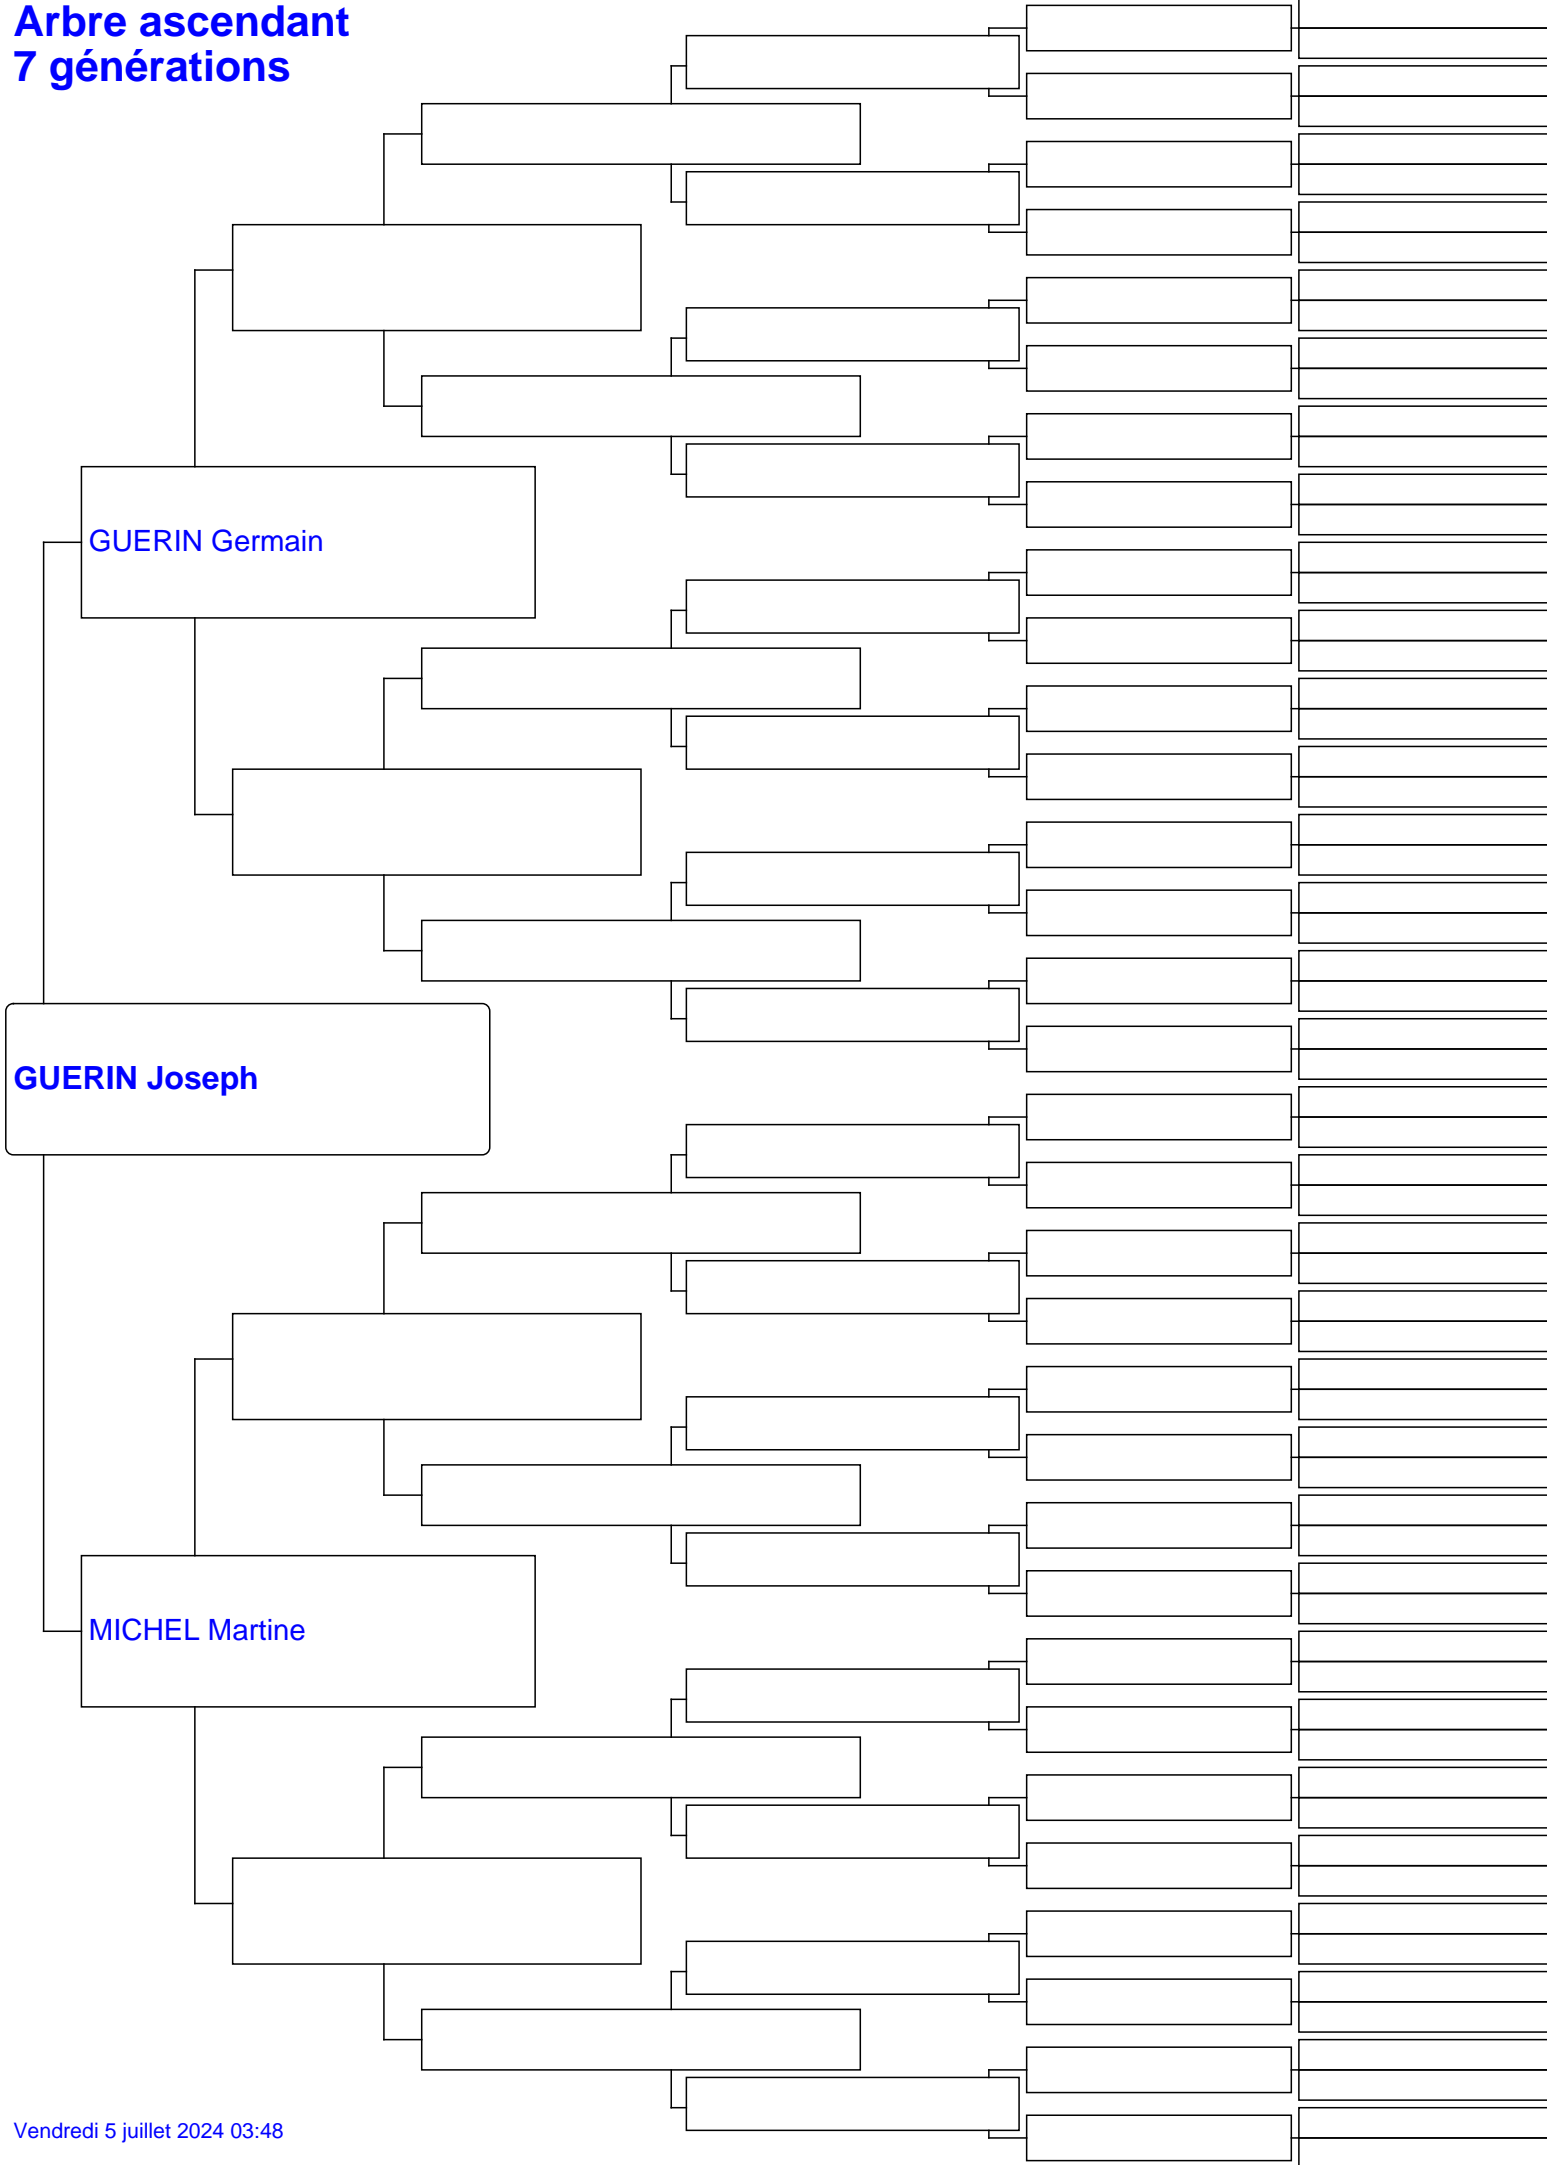 Arbre ascendant
7 générations
GUERIN Germain
GUERIN Joseph
MICHEL Martine
Vendredi 5 juillet 2024 03:48